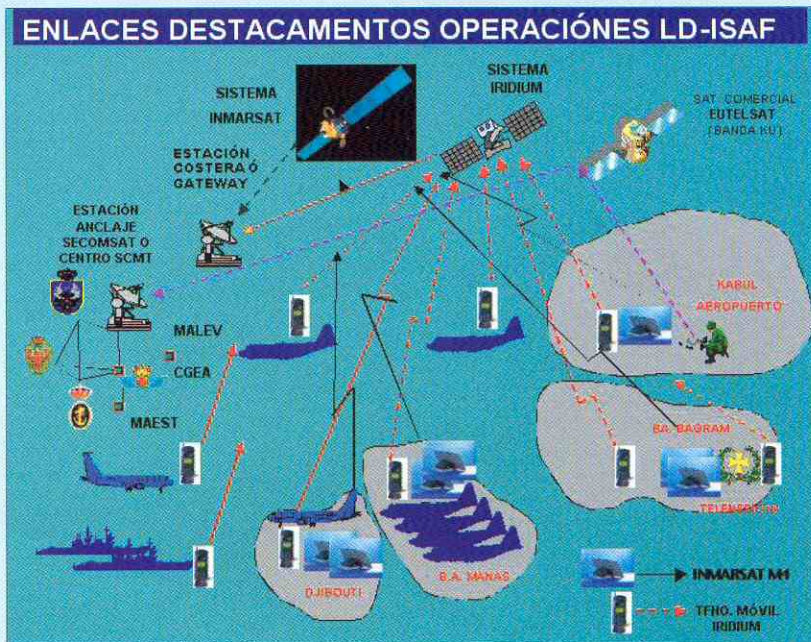 ENLACES DESTACAMENTOS OPERACIÓNES LD-ISAF
SISTEMA
INMARSAT
SISTEMA
IRIDIUM
SAT. COMERCIAL
EUTELSAT
(BANDA KU)
ESTACIÓN
COSTERA Ó
GATEWAY
ESTACIÓN
ANCLAJE
SECOMSAT O
CENTRO SCMT
MALEV
CGEA
MAEST
KABUL
AEROPUERTO
BA. BAGRAM
DJIBOUTI
B.A. MANAS
INMARSAT M4
TFNO. MÓVIL
IRIDIUM